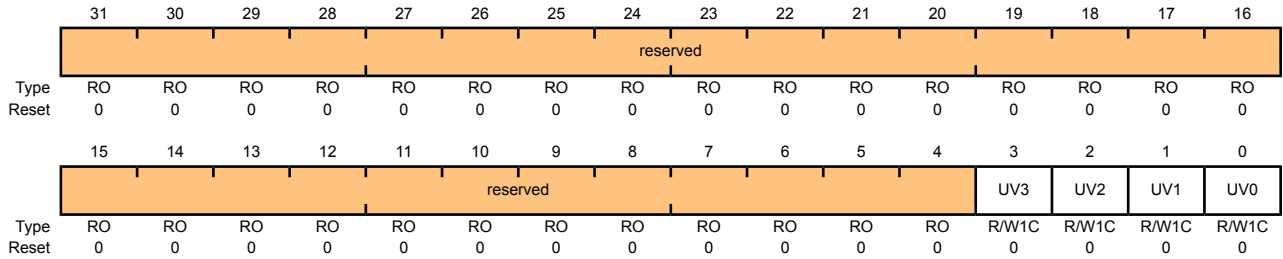 31 30 29 28 27 26 25 24 23 22 21 20 19 18 17 16
reserved
Type RO RO RO RO RO RO RO RO RO RO RO RO RO RO RO RO
Reset 0 0 0 0 0 0 0 0 0 0 0 0 0 0 0 0
15 14 13 12 11 10 9 8 7 6 5 4 3 2 1 0
reserved UV3 UV2 UV1 UV0
Type RO RO RO RO RO RO RO RO RO RO RO RO R/W1C R/W1C R/W1C R/W1C
Reset 0 0 0 0 0 0 0 0 0 0 0 0 0 0 0 0